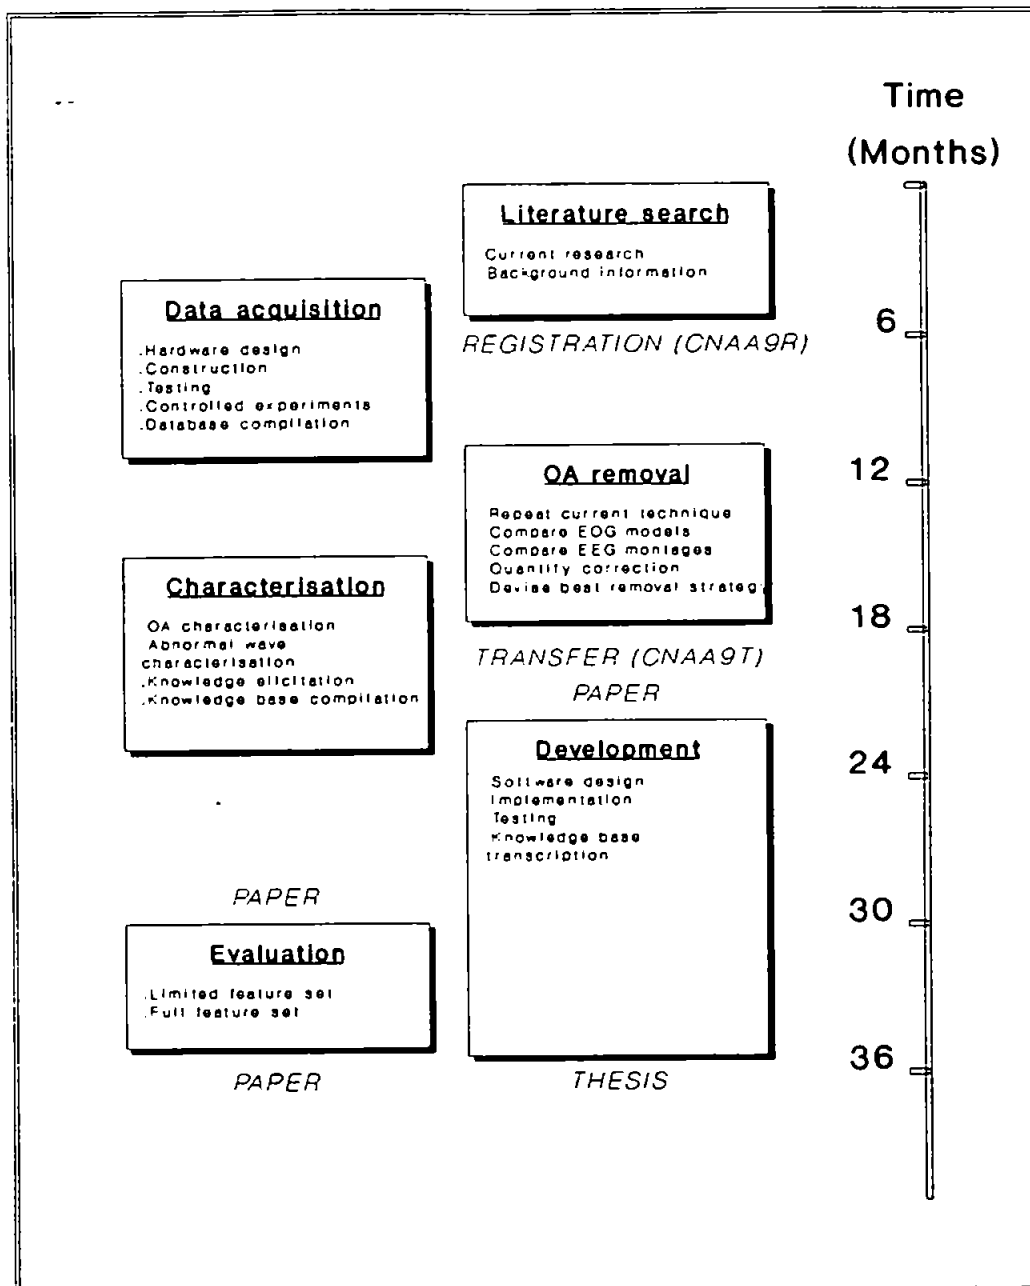 Time
(Months)
Literature search
Current research
Background information
6
REGISTRATION (CNAA9R)
Data acquisition
.Hardware design
.Construction
.Testing
.Controlled experiments
.Database compilation
12
OA removal
Repeat current technique
Compare EOG models
Compare EEG montages
Quantify correction
Devise best removal strateg
18
TRANSFER (CNAA9T)
PAPER
Characterisation
OA characterisation
Abnormal wave
characterisation
.Knowledge elicitation
.Knowledge base compilation
24
Development
Software design
Implementation
Testing
Knowledge base
transcription
PAPER
30
Evaluation
.Limited feature set
.Full feature set
36
PAPER
THESIS